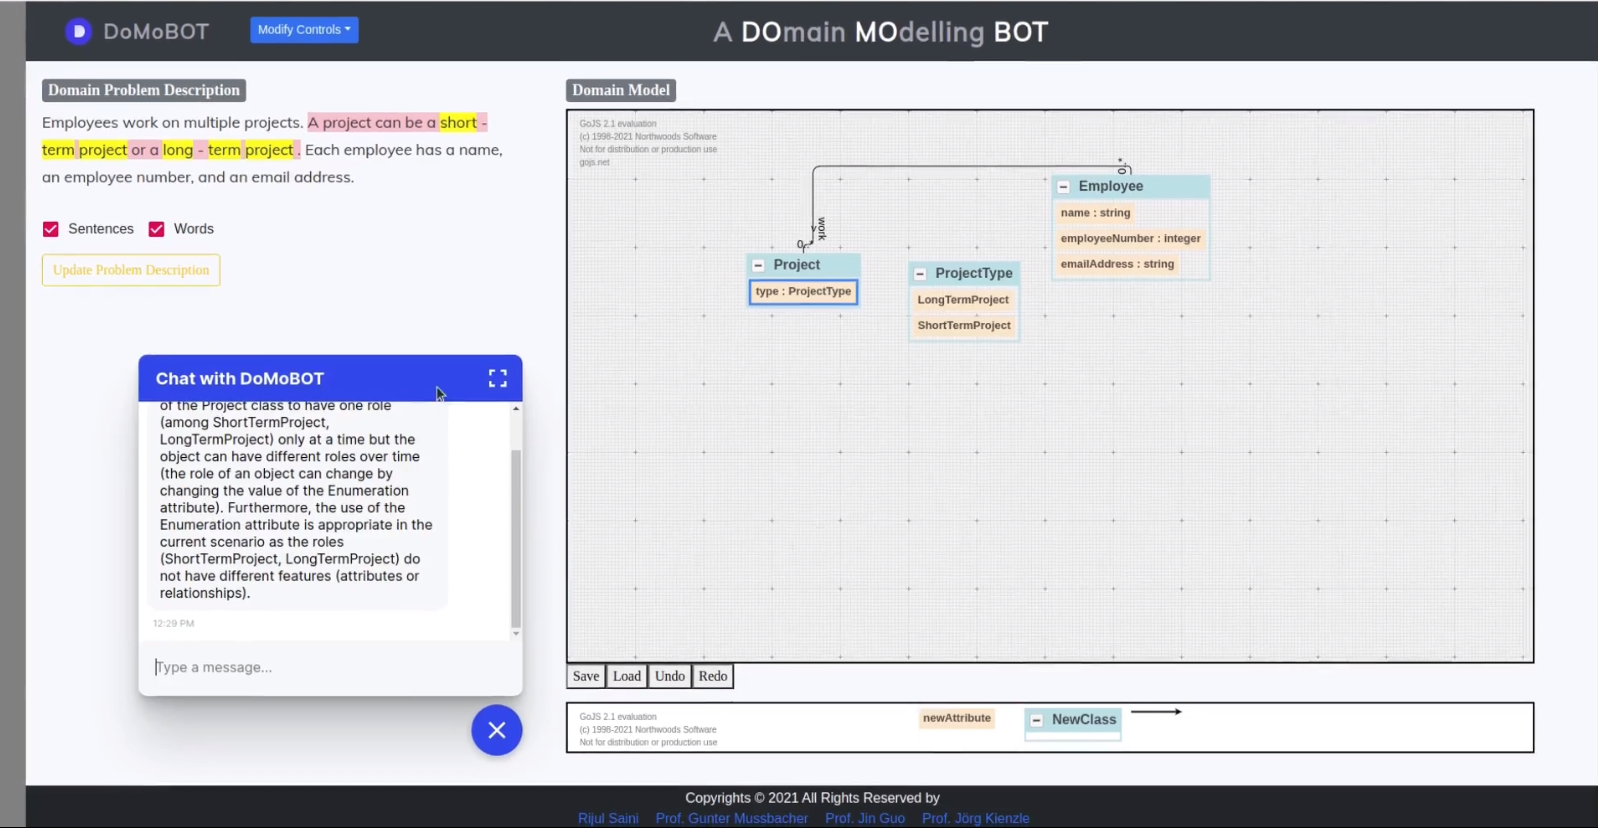 DoMoBOT
Modify Controls
A DOmain MOdelling BOT
Domain Problem Description
Employees work on multiple projects. A project can be a short -
term project or a long - term project . Each employee has a name,
an employee number, and an email address.
Sentences
Words
Update Problem Description
Chat with DoMoBOT
of the Project class to have one role
(among ShortTermProject,
LongTermProject) only at a time but the
object can have different roles over time
(the role of an object can change by
changing the value of the Enumeration
attribute). Furthermore, the use of the
Enumeration attribute is appropriate in the
current scenario as the roles
(ShortTermProject, LongTermProject) do
not have different features (attributes or
relationships).
12:29 PM
Type a message...
Domain Model
GoJS 2.1 evaluation
(c) 1998-2021 Northwoods Software
Not for distribution or production use
gojs.net
work
Employee
name : string
employeeNumber : integer
emailAddress : string
Project
type : ProjectType
ProjectType
LongTermProject
ShortTermProject
Save
Load
Undo
Redo
GoJS 2.1 evaluation
(c) 1998-2021 Northwoods Software
Not for distribution or production use
newAttribute
NewClass
Copyrights © 2021 All Rights Reserved by
Rijul Saini Prof. Gunter Mussbacher Prof. Jin Guo Prof. Jörg Kienzle